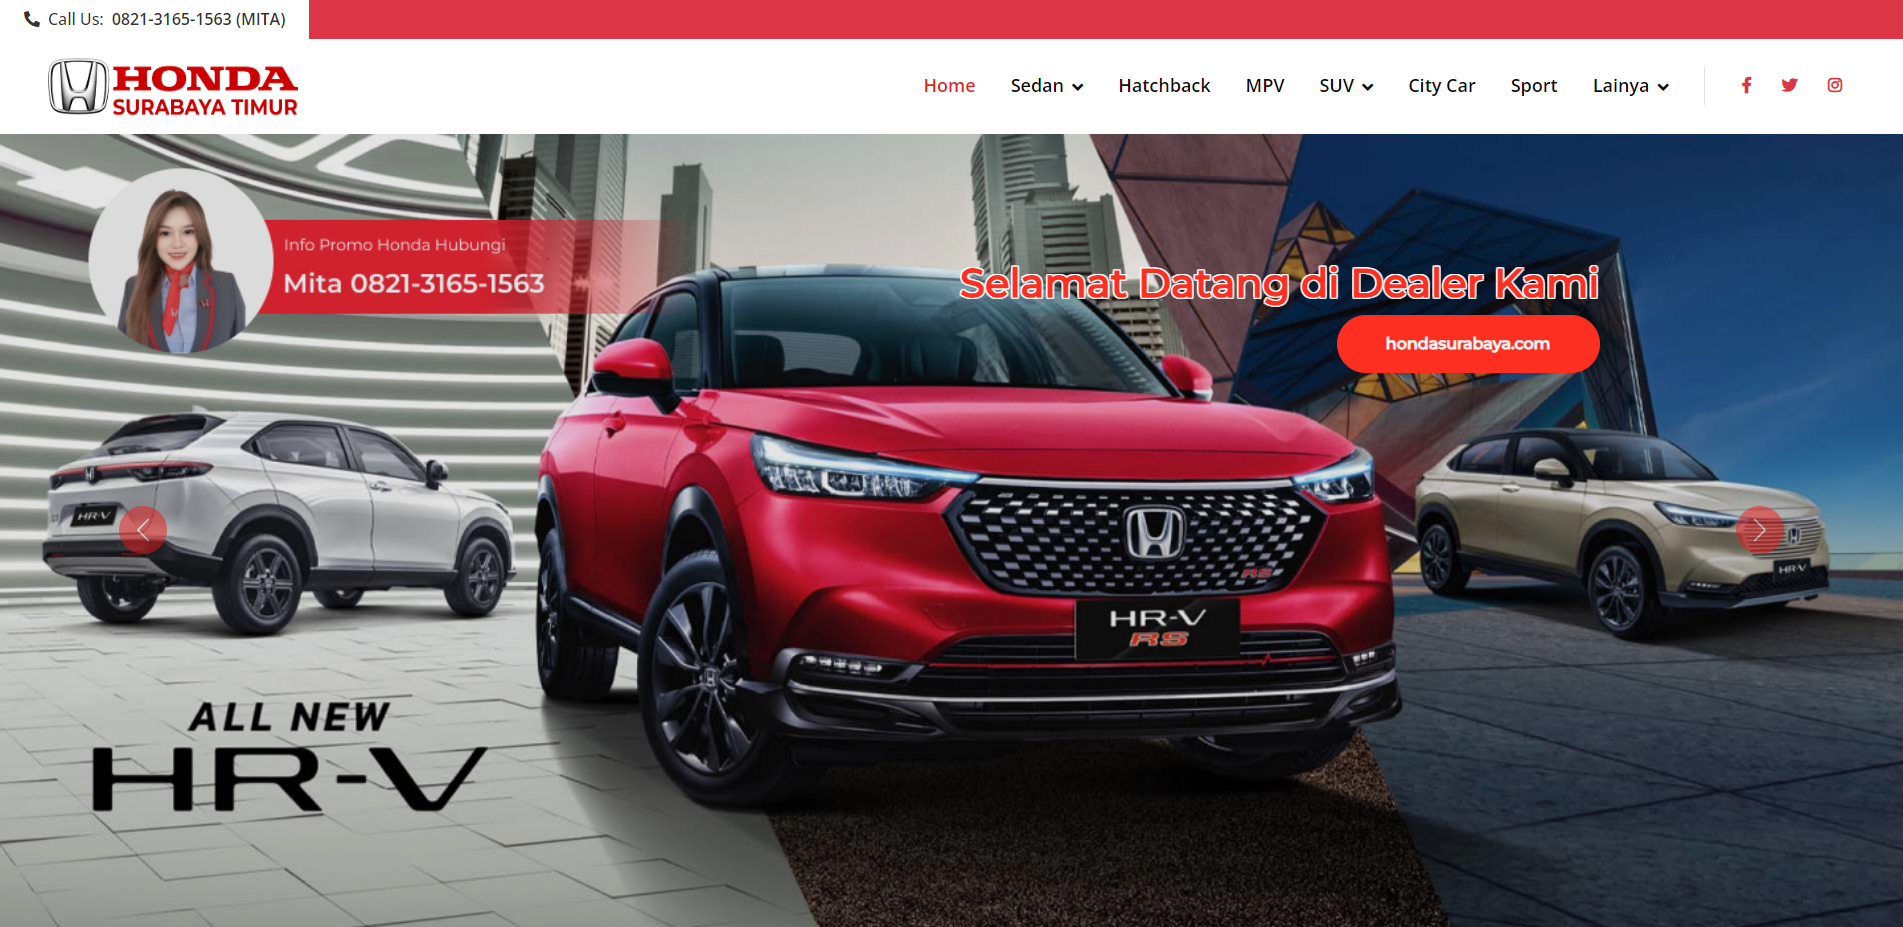 Call Us: 0821-3165-1563 (MITA)
HONDA
SURABAYA TIMUR
Home Sedan Hatchback MPV SUV City Car Sport Lainya
Info Promo Honda Hubungi
Mita 0821-3165-1563
Selamat Datang di Dealer Kami
hondasurabaya.com
HR-V
RS
HR-V
RS
HR-V
ALL NEW
HR-V